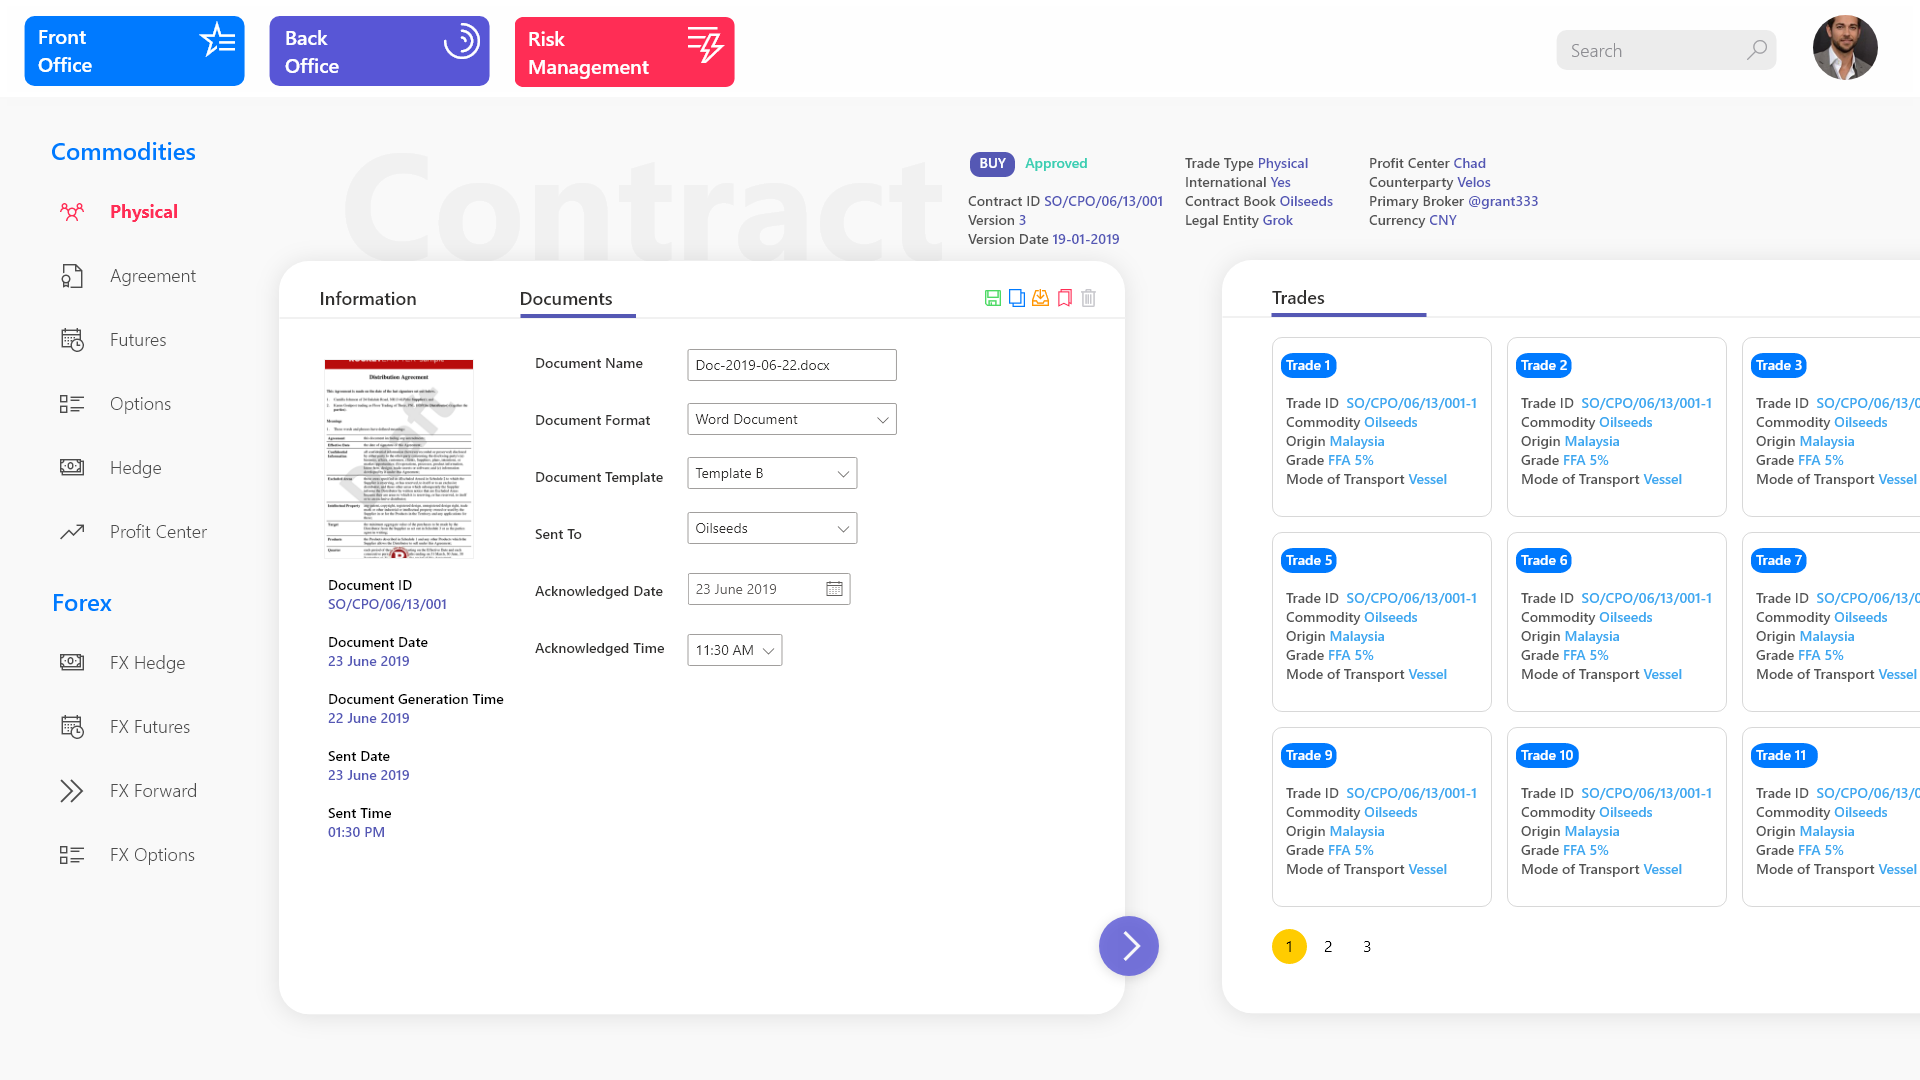 Front
Office
Back
Office
Risk
Management
Search
Commodities
Physical
Agreement
Futures
Options
Hedge
Profit Center
Forex
FX Hedge
FX Futures
FX Forward
FX Options
Contract
BUY Approved
Contract ID SO/CPO/06/13/001
Version 3
Version Date 19-01-2019
Trade Type Physical
International Yes
Contract Book Oilseeds
Legal Entity Grok
Profit Center Chad
Counterparty Velos
Primary Broker @grant333
Currency CNY
Information
Documents
Distribution Agreement
Draft
Document ID
SO/CPO/06/13/001
Document Date
23 June 2019
Document Generation Time
22 June 2019
Sent Date
23 June 2019
Sent Time
01:30 PM
Document Name Doc-2019-06-22.docx
Document Format Word Document
Document Template Template B
Sent To Oilseeds
Acknowledged Date 23 June 2019
Acknowledged Time 11:30 AM
Trades
Trade 1
Trade ID SO/CPO/06/13/001-1
Commodity Oilseeds
Origin Malaysia
Grade FFA 5%
Mode of Transport Vessel
Trade 2
Trade ID SO/CPO/06/13/001-1
Commodity Oilseeds
Origin Malaysia
Grade FFA 5%
Mode of Transport Vessel
Trade 3
Trade ID SO/CPO/06/13/0
Commodity Oilseeds
Origin Malaysia
Grade FFA 5%
Mode of Transport Vessel
Trade 5
Trade ID SO/CPO/06/13/001-1
Commodity Oilseeds
Origin Malaysia
Grade FFA 5%
Mode of Transport Vessel
Trade 6
Trade ID SO/CPO/06/13/001-1
Commodity Oilseeds
Origin Malaysia
Grade FFA 5%
Mode of Transport Vessel
Trade 7
Trade ID SO/CPO/06/13/0
Commodity Oilseeds
Origin Malaysia
Grade FFA 5%
Mode of Transport Vessel
Trade 9
Trade ID SO/CPO/06/13/001-1
Commodity Oilseeds
Origin Malaysia
Grade FFA 5%
Mode of Transport Vessel
Trade 10
Trade ID SO/CPO/06/13/001-1
Commodity Oilseeds
Origin Malaysia
Grade FFA 5%
Mode of Transport Vessel
Trade 11
Trade ID SO/CPO/06/13/0
Commodity Oilseeds
Origin Malaysia
Grade FFA 5%
Mode of Transport Vessel
1 2 3